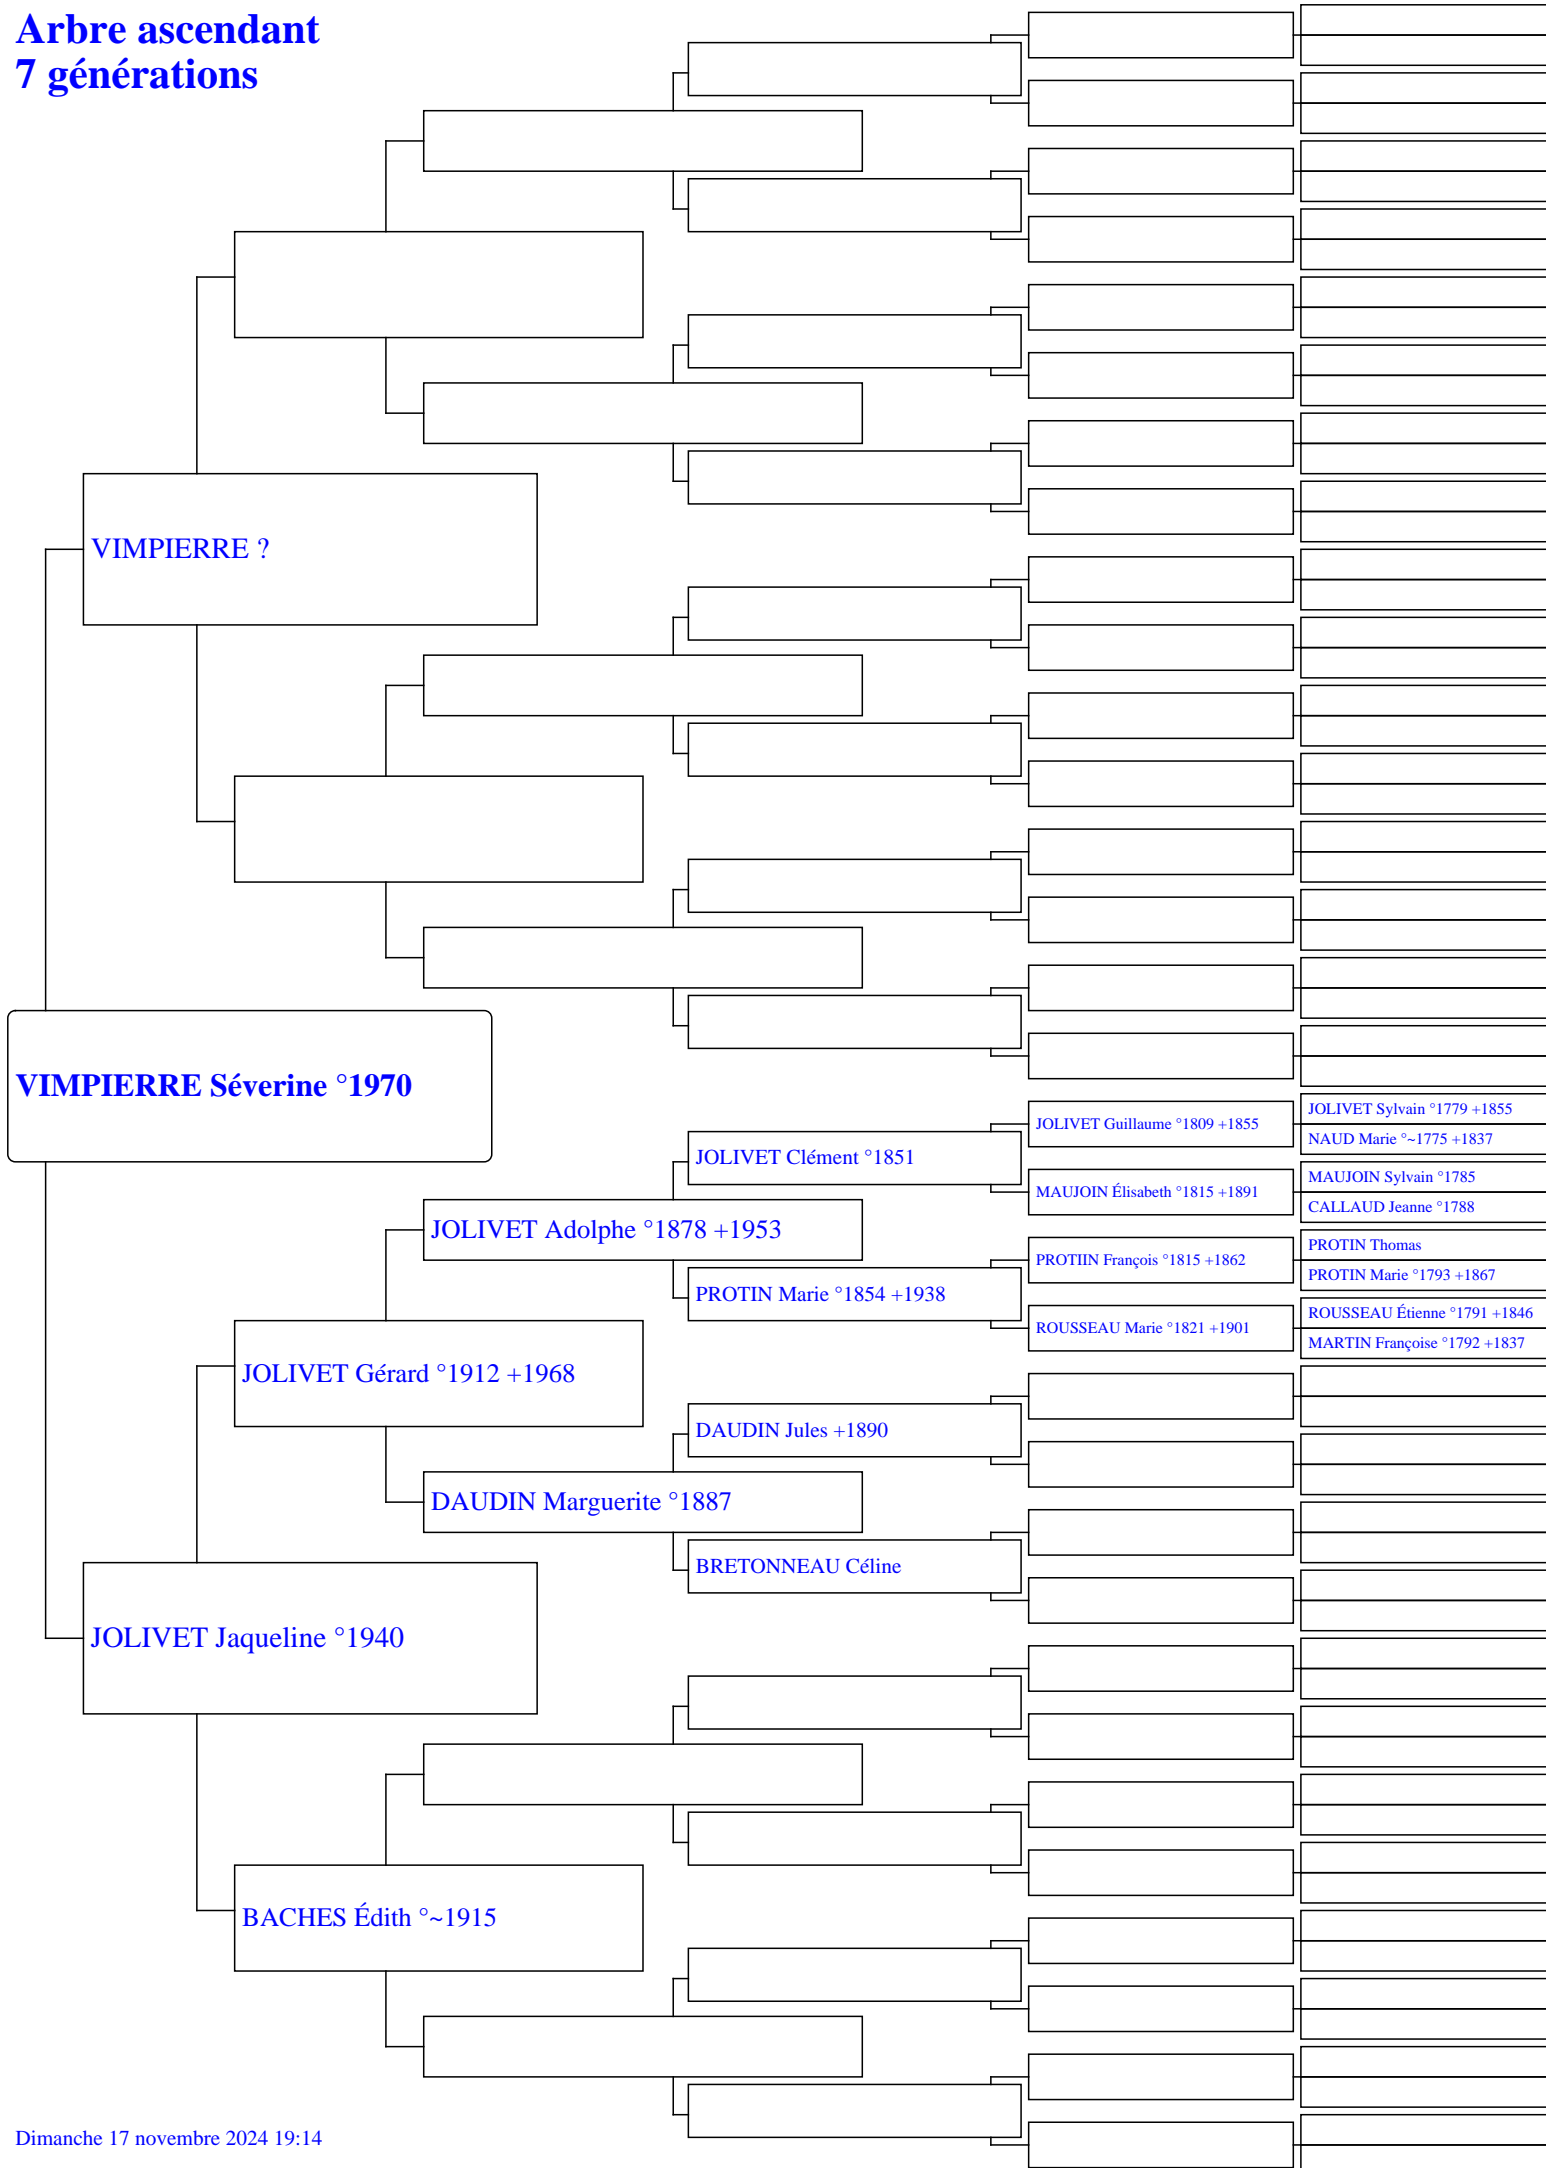 Arbre ascendant
7 générations
VIMPIERRE ?
VIMPIERRE Séverine °1970
JOLIVET Guillaume °1809 +1855
JOLIVET Sylvain °1779 +1855
NAUD Marie °~1775 +1837
JOLIVET Clément °1851
MAUJOIN Élisabeth °1815 +1891
MAUJOIN Sylvain °1785
CALLAUD Jeanne °1788
JOLIVET Adolphe °1878 +1953
PROTIIN François °1815 +1862
PROTIN Thomas
PROTIN Marie °1793 +1867
PROTIN Marie °1854 +1938
ROUSSEAU Marie °1821 +1901
ROUSSEAU Étienne °1791 +1846
MARTIN Françoise °1792 +1837
JOLIVET Gérard °1912 +1968
DAUDIN Jules +1890
DAUDIN Marguerite °1887
BRETONNEAU Céline
JOLIVET Jaqueline °1940
BACHES Édith °~1915
Dimanche 17 novembre 2024 19:14